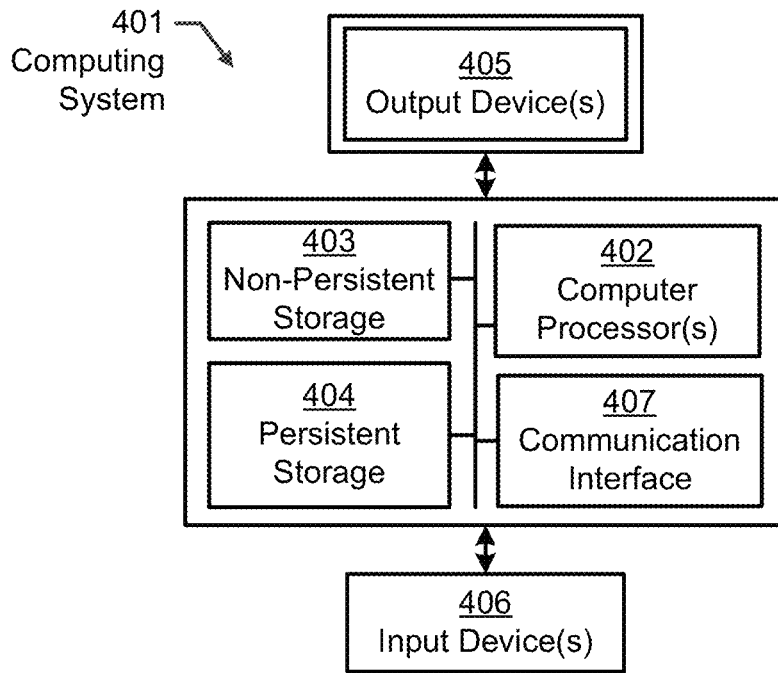 401
Computing
System
405
Output Device(s)
403
Non-Persistent
Storage
402
Computer
Processor(s)
404
Persistent
Storage
407
Communication
Interface
406
Input Device(s)